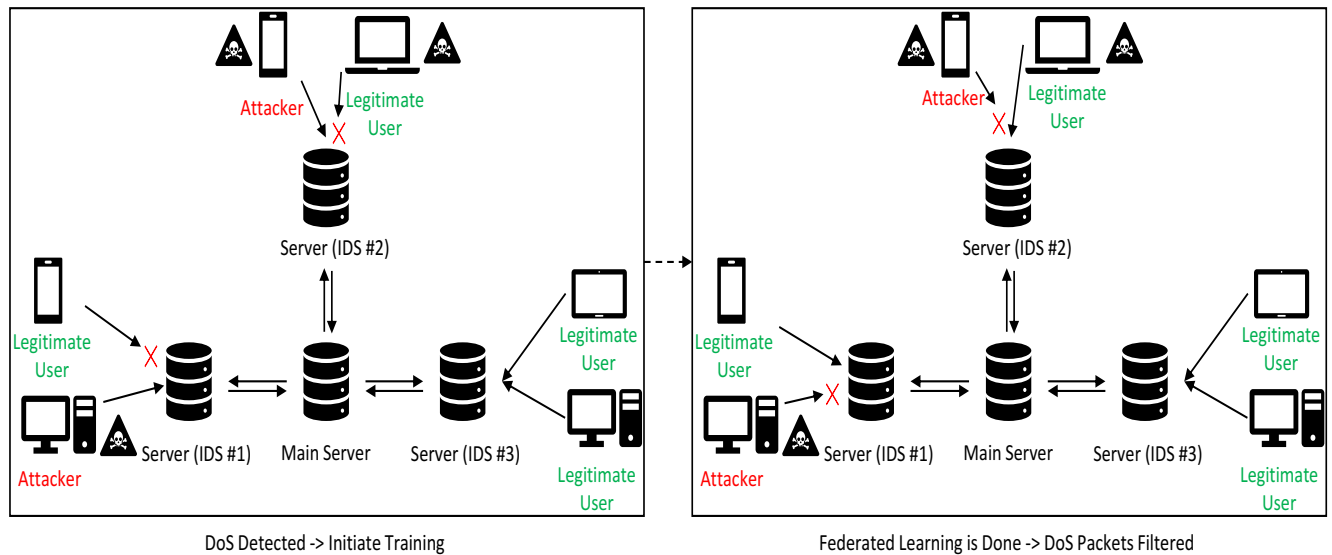 Attacker
Legitimate
User
Server (IDS #2)
Legitimate
User
Legitimate
User
Server (IDS #1)
Main Server
Server (IDS #3)
Attacker
Legitimate
User
DoS Detected -> Initiate Training
Attacker
Legitimate
User
Server (IDS #2)
Legitimate
User
Legitimate
User
Server (IDS #1)
Main Server
Server (IDS #3)
Attacker
Legitimate
User
Federated Learning is Done -> DoS Packets Filtered